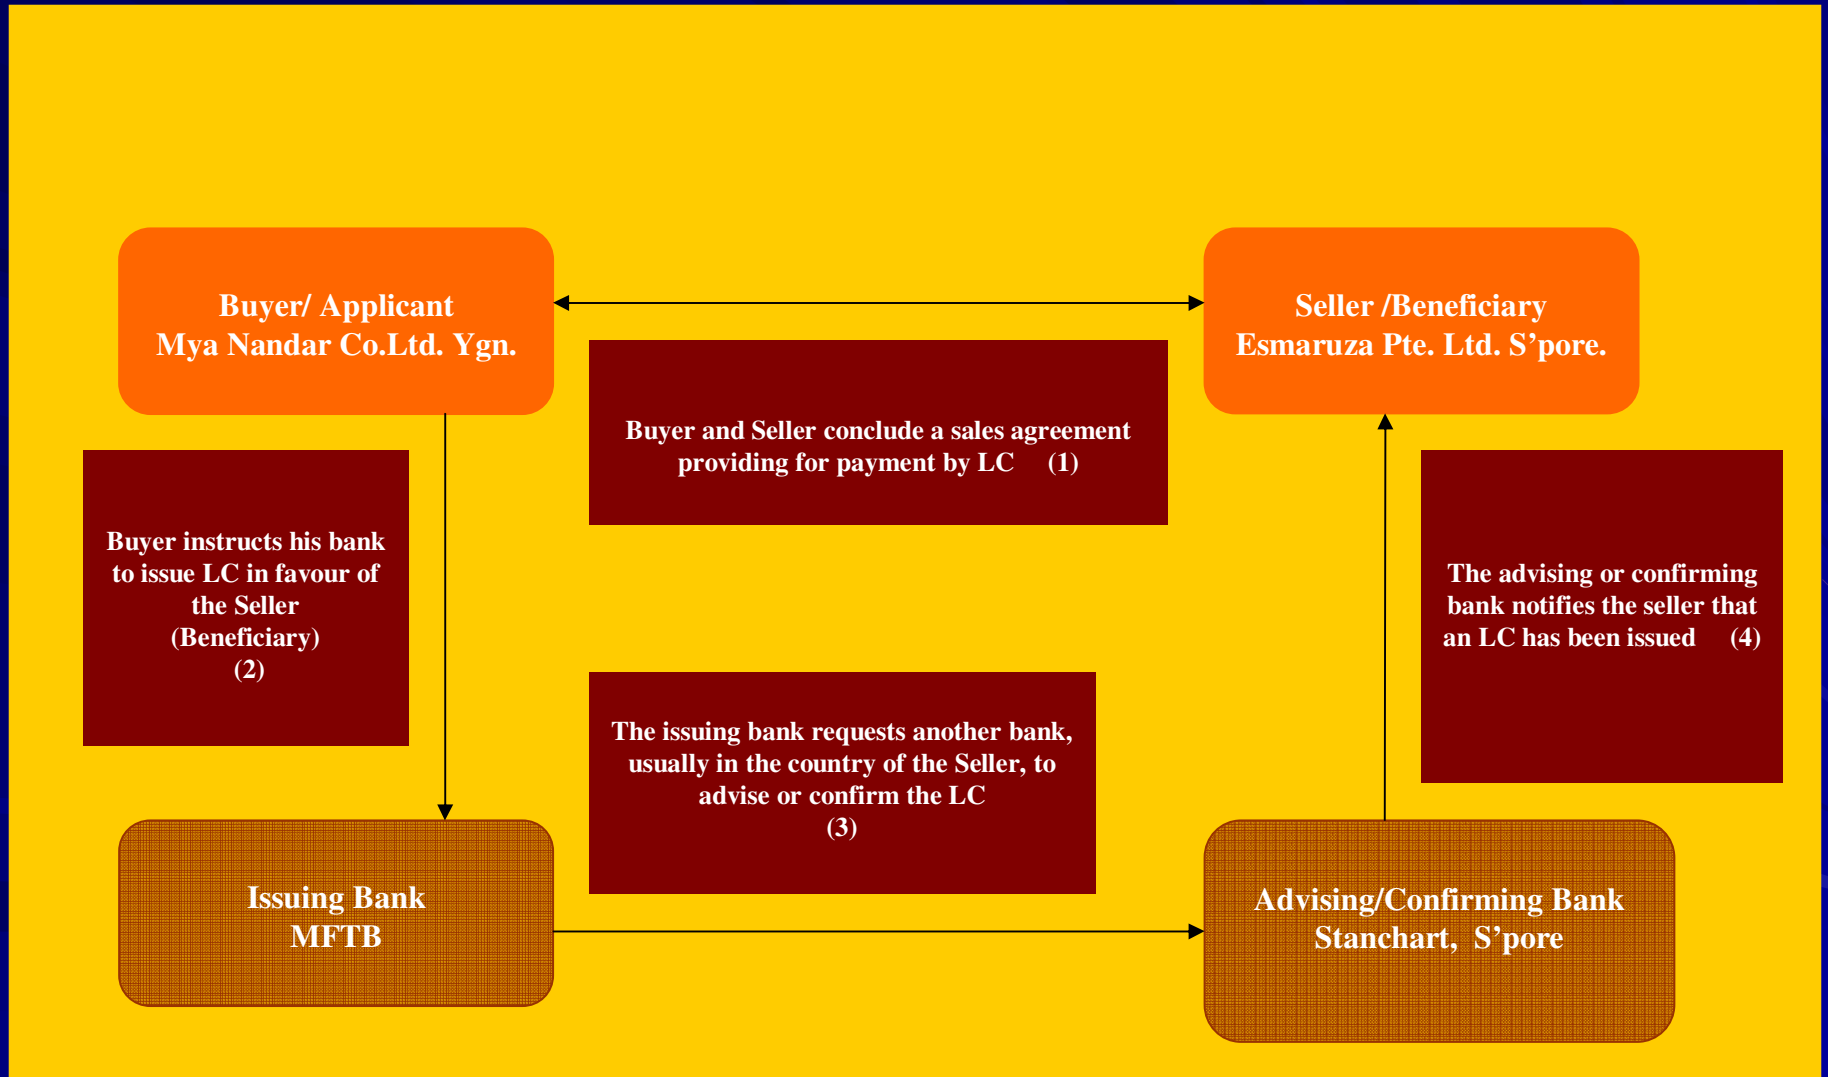 Buyer/ Applicant
Mya Nandar Co.Ltd. Ygn.
Seller /Beneficiary
Esmaruza Pte. Ltd. S’pore.
Buyer and Seller conclude a sales agreement
providing for payment by LC (1)
Buyer instructs his bank
to issue LC in favour of
the Seller
(Beneficiary)
(2)
The advising or confirming
bank notifies the seller that
an LC has been issued (4)
The issuing bank requests another bank,
usually in the country of the Seller, to
advise or confirm the LC
(3)
Issuing Bank
MFTB
Advising/Confirming Bank
Stanchart, S’pore